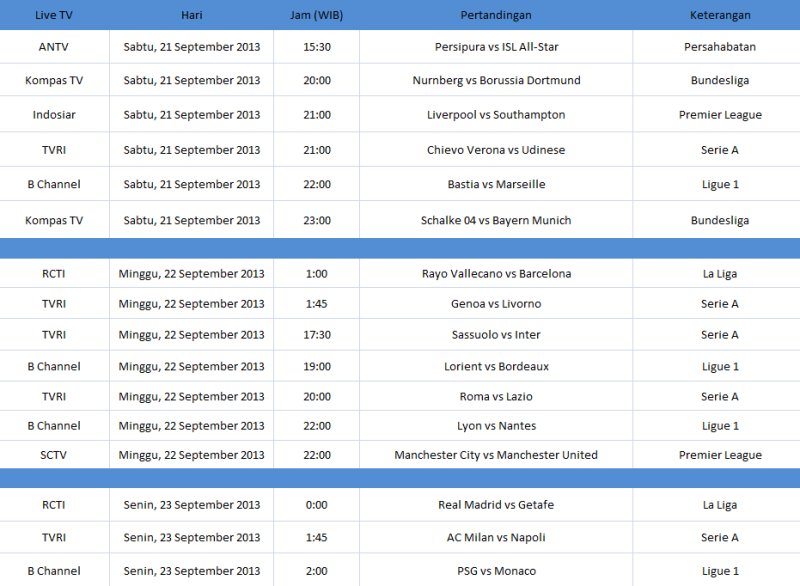 Live TV Hari Jam (WIB) Pertandingan Keterangan
ANTV Sabtu, 21 September 2013 15:30 Persipura vs ISL All-Star Persahabatan
Kompas TV Sabtu, 21 September 2013 20:00 Nurnberg vs Borussia Dortmund Bundesliga
Indosiar Sabtu, 21 September 2013 21:00 Liverpool vs Southampton Premier League
TVRI Sabtu, 21 September 2013 21:00 Chievo Verona vs Udinese Serie A
B Channel Sabtu, 21 September 2013 22:00 Bastia vs Marseille Ligue 1
Kompas TV Sabtu, 21 September 2013 23:00 Schalke 04 vs Bayern Munich Bundesliga
RCTI Minggu, 22 September 2013 1:00 Rayo Vallecano vs Barcelona La Liga
TVRI Minggu, 22 September 2013 1:45 Genoa vs Livorno Serie A
TVRI Minggu, 22 September 2013 17:30 Sassuolo vs Inter Serie A
B Channel Minggu, 22 September 2013 19:00 Lorient vs Bordeaux Ligue 1
TVRI Minggu, 22 September 2013 20:00 Roma vs Lazio Serie A
B Channel Minggu, 22 September 2013 22:00 Lyon vs Nantes Ligue 1
SCTV Minggu, 22 September 2013 22:00 Manchester City vs Manchester United Premier League
RCTI Senin, 23 September 2013 0:00 Real Madrid vs Getafe La Liga
TVRI Senin, 23 September 2013 1:45 AC Milan vs Napoli Serie A
B Channel Senin, 23 September 2013 2:00 PSG vs Monaco Ligue 1